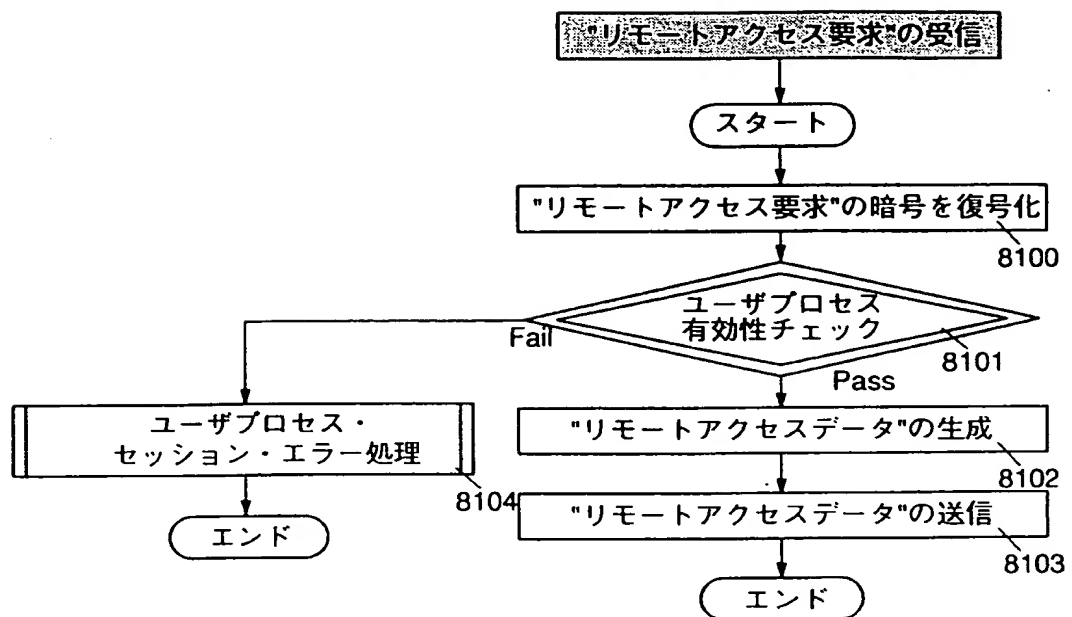 "リモートアクセス要求"の受信
スタート
"リモートアクセス要求"の暗号を復号化
8100
ユーザプロセス
有効性チェック
8101
Fail
Pass
ユーザプロセス・
セッション・エラー処理
8104
エンド
"リモートアクセスデータ"の生成
8102
"リモートアクセスデータ"の送信
8103
エンド